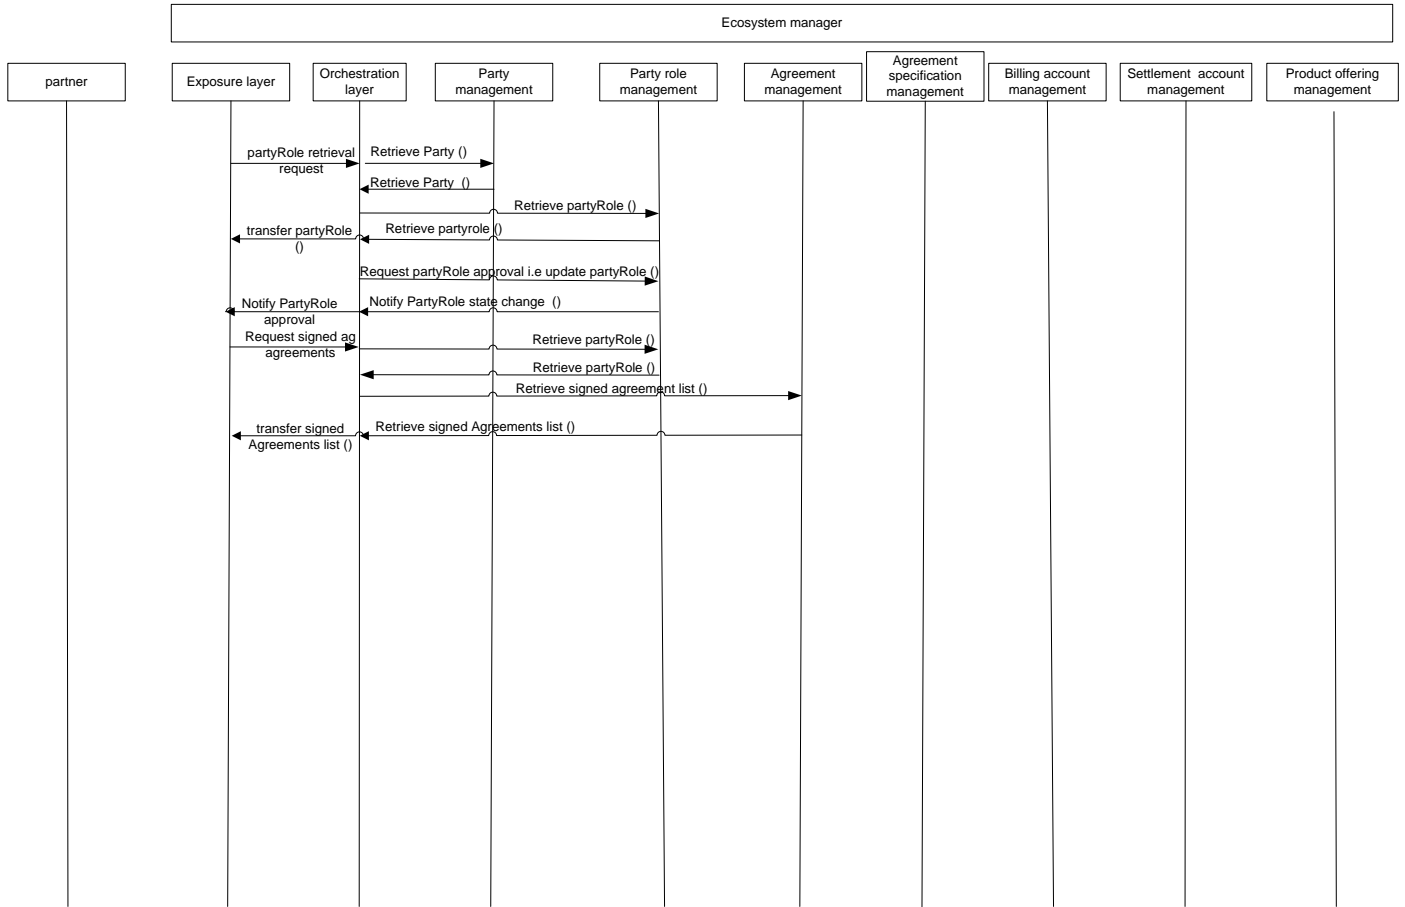 Ecosystem manager
partner
Exposure layer
Orchestration
layer
Party
management
Party role
management
Agreement
management
Agreement
specification
management
Billing account
management
Settlement  account
management
Product offering
management
partyRole retrieval
request
Retrieve Party ()
Retrieve Party  ()
Retrieve partyRole ()
transfer partyRole
()
Retrieve partyrole ()
Request partyRole approval i.e update partyRole ()
Notify PartyRole
approval
Notify PartyRole state change  ()
Request signed ag
agreements
Retrieve partyRole ()
Retrieve partyRole ()
Retrieve signed agreement list ()
transfer signed
Agreements list ()
Retrieve signed Agreements list ()